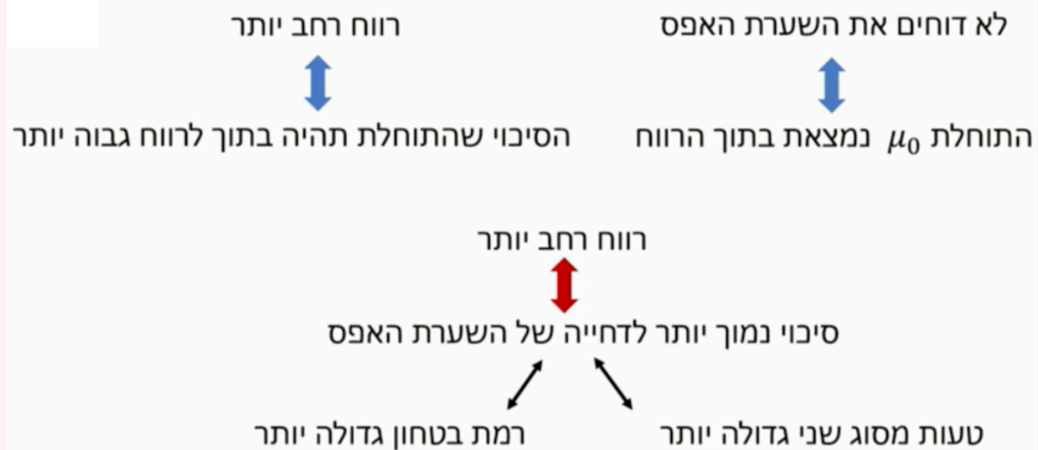 לא דוחים את השערת האפס
רווח רחב יותר
התוחלת μ₀ נמצאת בתוך הרווח
הסיכוי שהתוחלת תהיה בתוך לרווח גבוה יותר
רווח רחב יותר
סיכוי נמוך יותר לדחייה של השערת האפס
טעות מסוג שני גדולה יותר
רמת בטחון גדולה יותר